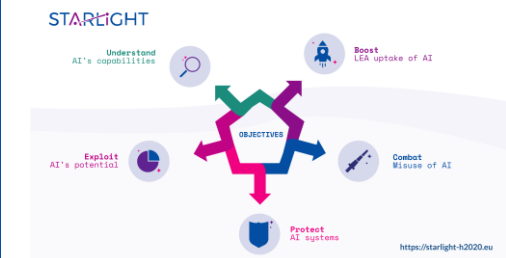 STARLIGHT
Understand
AI's capabilities
Boost
LEA uptake of AI
OBJECTIVES
Exploit
AI's potential
Combat
Misuse of AI
Protect
AI systems
https://starlight-h2020.eu